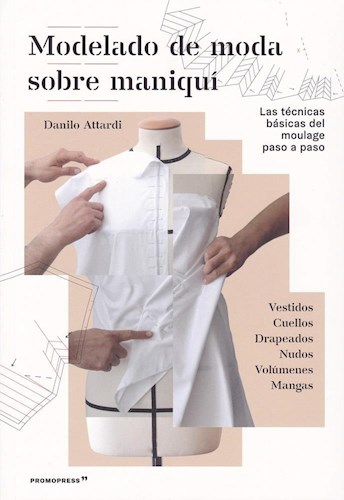 Modelado de moda
sobre maniquí
Danilo Attardi
Las técnicas
básicas del
moulage
paso a paso
Vestidos
Cuellos
Drapeados
Nudos
Volúmenes
Mangas
PROMOPRESS"